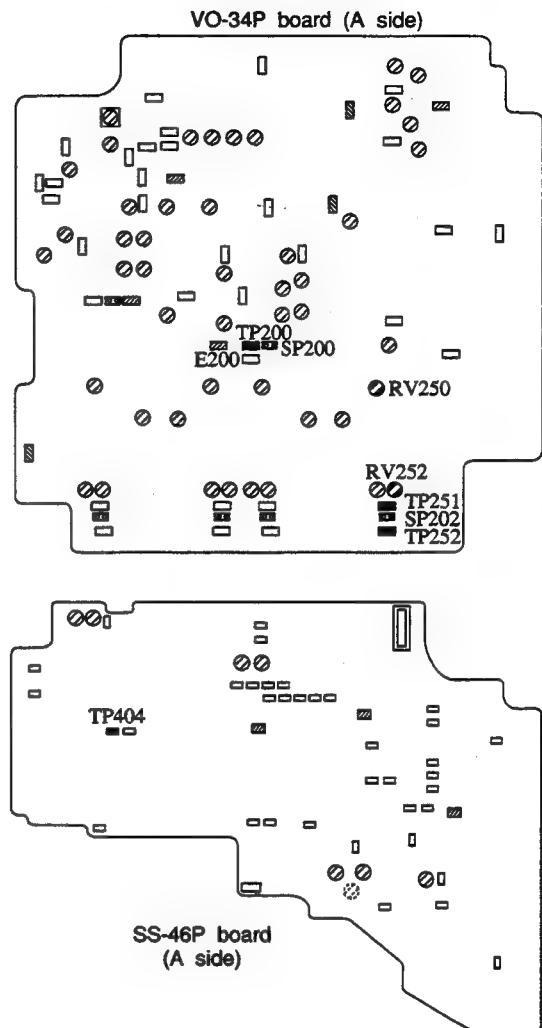 VO-34P board (A side)
TP200
E200
SP200
RV250
RV252
TP251
SP202
TP252
TP404
SS-46P board
(A side)